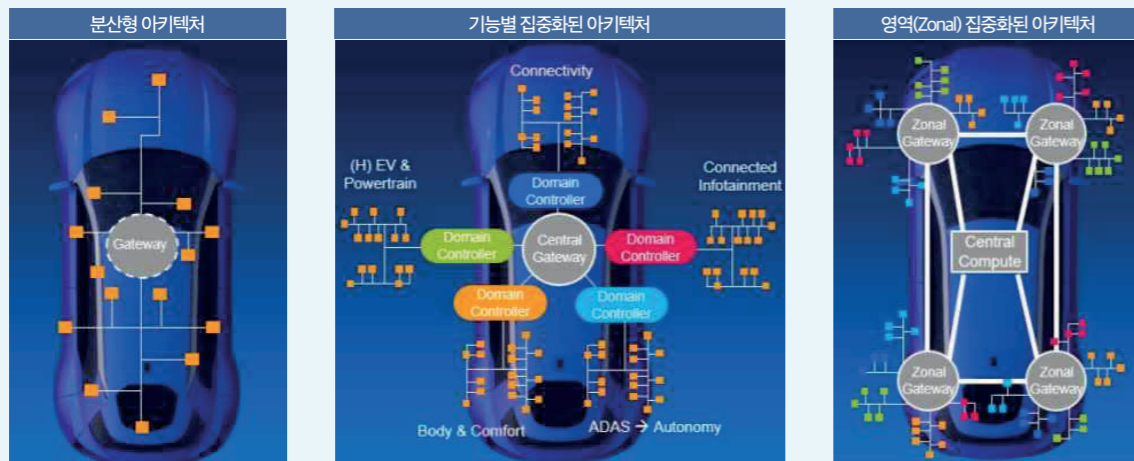 분산형 아키텍처
Gateway
기능별 집중화된 아키텍처
Connectivity
(H) EV &
Powertrain
Connected
Infotainment
Domain
Controller
Domain
Controller
Central
Gateway
Domain
Controller
Domain
Controller
Domain
Controller
Body & Comfort
ADAS → Autonomy
영역(Zonal) 집중화된 아키텍처
Zonal
Gateway
Zonal
Gateway
Central
Compute
Zonal
Gateway
Zonal
Gateway